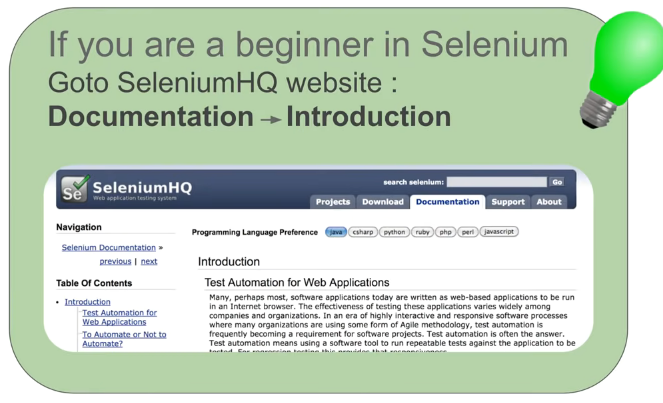 If you are a beginner in Selenium
Goto SeleniumHQ website :
Documentation → Introduction
search selenium: Go
Se SeleniumHQ
Web application testing system
Projects Download Documentation Support About
Navigation
Programming Language Preference java csharp python ruby php perl javascript
Selenium Documentation »
previous | next
Introduction
Table Of Contents
Test Automation for Web Applications
• Introduction
Test Automation for
Web Applications
To Automate or Not to
Automate?
Many, perhaps most, software applications today are written as web-based applications to be run
in an Internet browser. The effectiveness of testing these applications varies widely among
companies and organizations. In an era of highly interactive and responsive software processes
where many organizations are using some form of Agile methodology, test automation is
frequently becoming a requirement for software projects. Test automation is often the answer.
Test automation means using a software tool to run repeatable tests against the application to be
tested. For regression testing this provides that responsiveness.